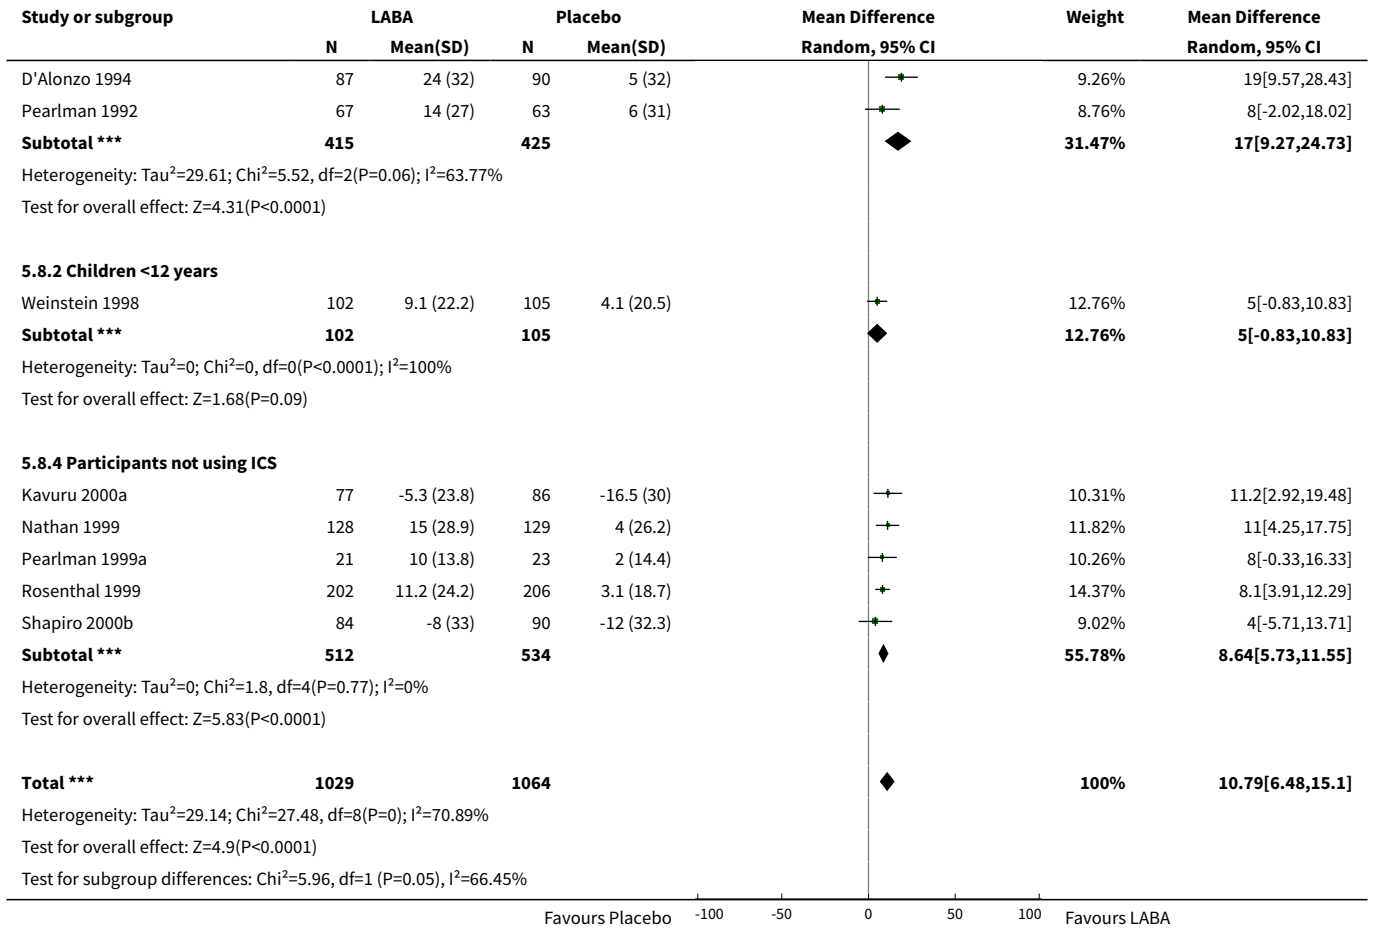 Study or subgroup LABA Placebo Mean Difference Weight Mean Difference
N Mean(SD) N Mean(SD) Random, 95% CI Random, 95% CI
D'Alonzo 1994 87 24 (32) 90 5 (32) 9.26% 19[9.57,28.43]
Pearlman 1992 67 14 (27) 63 6 (31) 8.76% 8[-2.02,18.02]
Subtotal *** 415 425 31.47% 17[9.27,24.73]
Heterogeneity: Tau²=29.61; Chi²=5.52, df=2(P=0.06); I²=63.77%
Test for overall effect: Z=4.31(P<0.0001)
5.8.2 Children <12 years
Weinstein 1998 102 9.1 (22.2) 105 4.1 (20.5) 12.76% 5[-0.83,10.83]
Subtotal *** 102 105 12.76% 5[-0.83,10.83]
Heterogeneity: Tau²=0; Chi²=0, df=0(P<0.0001); I²=100%
Test for overall effect: Z=1.68(P=0.09)
5.8.4 Participants not using ICS
Kavuru 2000a 77 -5.3 (23.8) 86 -16.5 (30) 10.31% 11.2[2.92,19.48]
Nathan 1999 128 15 (28.9) 129 4 (26.2) 11.82% 11[4.25,17.75]
Pearlman 1999a 21 10 (13.8) 23 2 (14.4) 10.26% 8[-0.33,16.33]
Rosenthal 1999 202 11.2 (24.2) 206 3.1 (18.7) 14.37% 8.1[3.91,12.29]
Shapiro 2000b 84 -8 (33) 90 -12 (32.3) 9.02% 4[-5.71,13.71]
Subtotal *** 512 534 55.78% 8.64[5.73,11.55]
Heterogeneity: Tau²=0; Chi²=1.8, df=4(P=0.77); I²=0%
Test for overall effect: Z=5.83(P<0.0001)
Total *** 1029 1064 100% 10.79[6.48,15.1]
Heterogeneity: Tau²=29.14; Chi²=27.48, df=8(P=0); I²=70.89%
Test for overall effect: Z=4.9(P<0.0001)
Test for subgroup differences: Chi²=5.96, df=1 (P=0.05), I²=66.45%
Favours Placebo -100 -50 0 50 100 Favours LABA